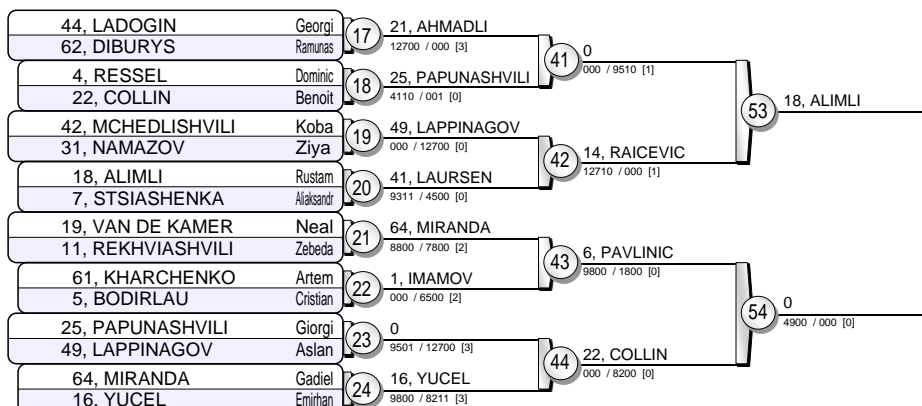 44, LADOGIN Georgi
62, DIBURYS Ramunas
17
21, AHMADLI
12700 / 000 [3]
4, RESSEL Dominic
22, COLLIN Benoit
18
25, PAPUNASHVILI
4110 / 001 [0]
41
0
000 / 9510 [1]
42, MCHEDLISHVILI Koba
31, NAMAZOV Ziya
19
49, LAPPINAGOV
000 / 12700 [0]
18, ALIMLI Rustam
7, STSIASHENKA Aliaksandr
20
41, LAURSEN
9311 / 4500 [0]
42
14, RAICEVIC
12710 / 000 [1]
53
18, ALIMLI
19, VAN DE KAMER Neal
11, REKHVIASHVILI Zebeda
21
64, MIRANDA
8800 / 7800 [2]
61, KHARCHENKO Artem
5, BODIRLAU Cristian
22
1, IMAMOV
000 / 6500 [2]
43
6, PAVLINIC
9800 / 1800 [0]
25, PAPUNASHVILI Giorgi
49, LAPPINAGOV Aslan
23
0
9501 / 12700 [3]
64, MIRANDA Gadiel
16, YUCEL Emirhan
24
16, YUCEL
9800 / 8211 [3]
44
22, COLLIN
000 / 8200 [0]
54
0
4900 / 000 [0]